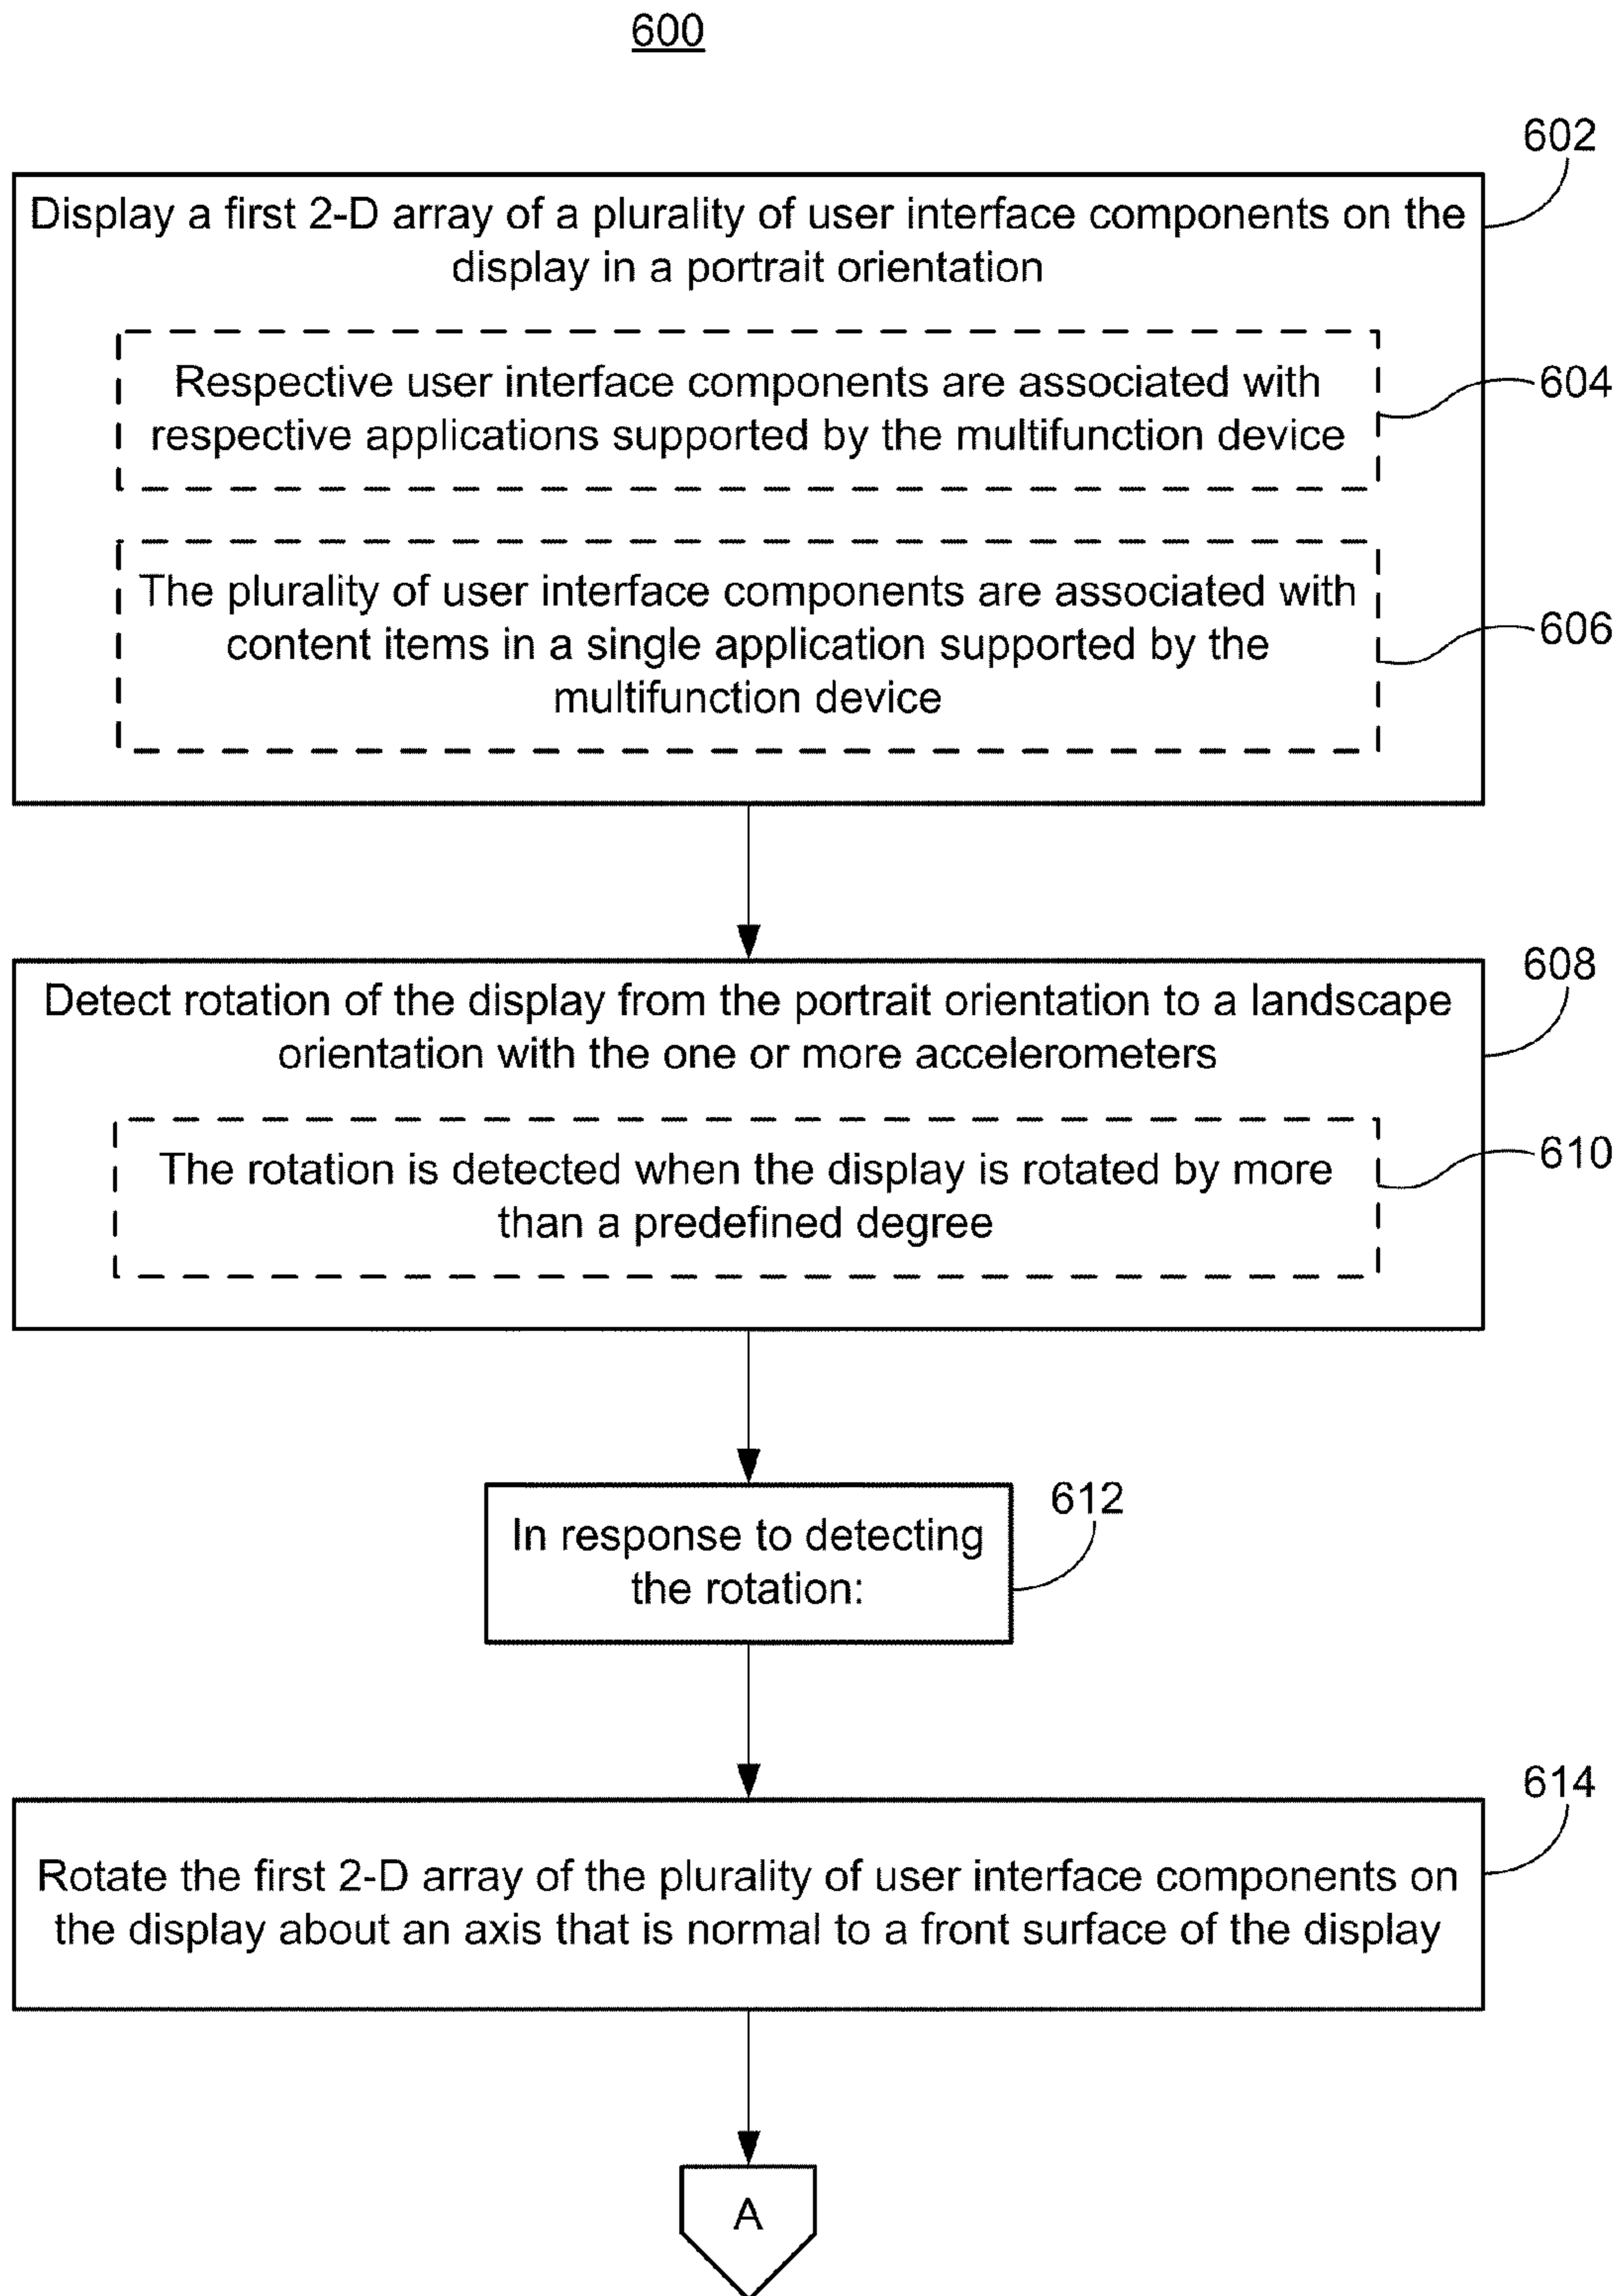 600
602
Display a first 2-D array of a plurality of user interface components on the
display in a portrait orientation
Respective user interface components are associated with
respective applications supported by the multifunction device
604
The plurality of user interface components are associated with
content items in a single application supported by the
multifunction device
606
608
Detect rotation of the display from the portrait orientation to a landscape
orientation with the one or more accelerometers
The rotation is detected when the display is rotated by more
than a predefined degree
610
612
In response to detecting
the rotation:
614
Rotate the first 2-D array of the plurality of user interface components on
the display about an axis that is normal to a front surface of the display
A